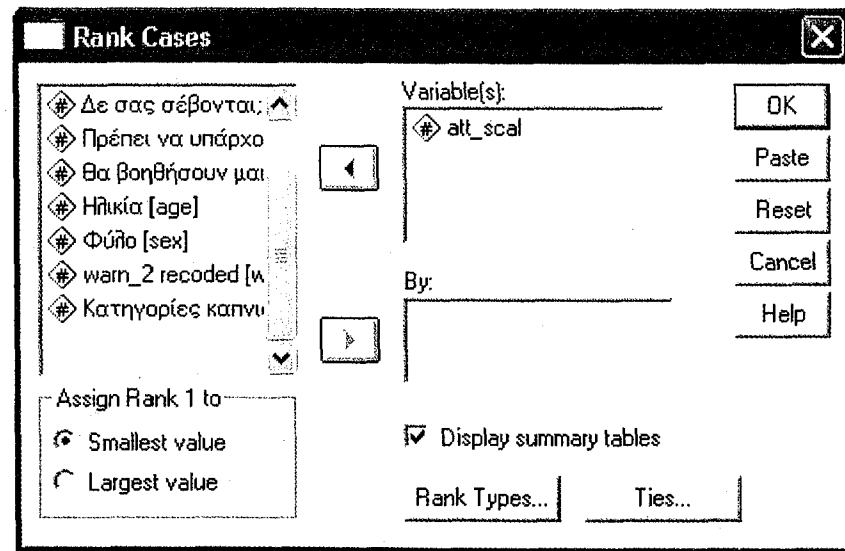 Rank Cases
Δε σας σέβονται;
Πρέπει να υπάρχο
Θα βοηθήσουν μαι
Ηλικία [age]
Φύλο [sex]
warn_2 recoded [w
Κατηγορίες καπνι
Assign Rank 1 to
Smallest value
Largest value
Variable(s):
att_scal
By:
Display summary tables
Rank Types...
Ties...
OK
Paste
Reset
Cancel
Help